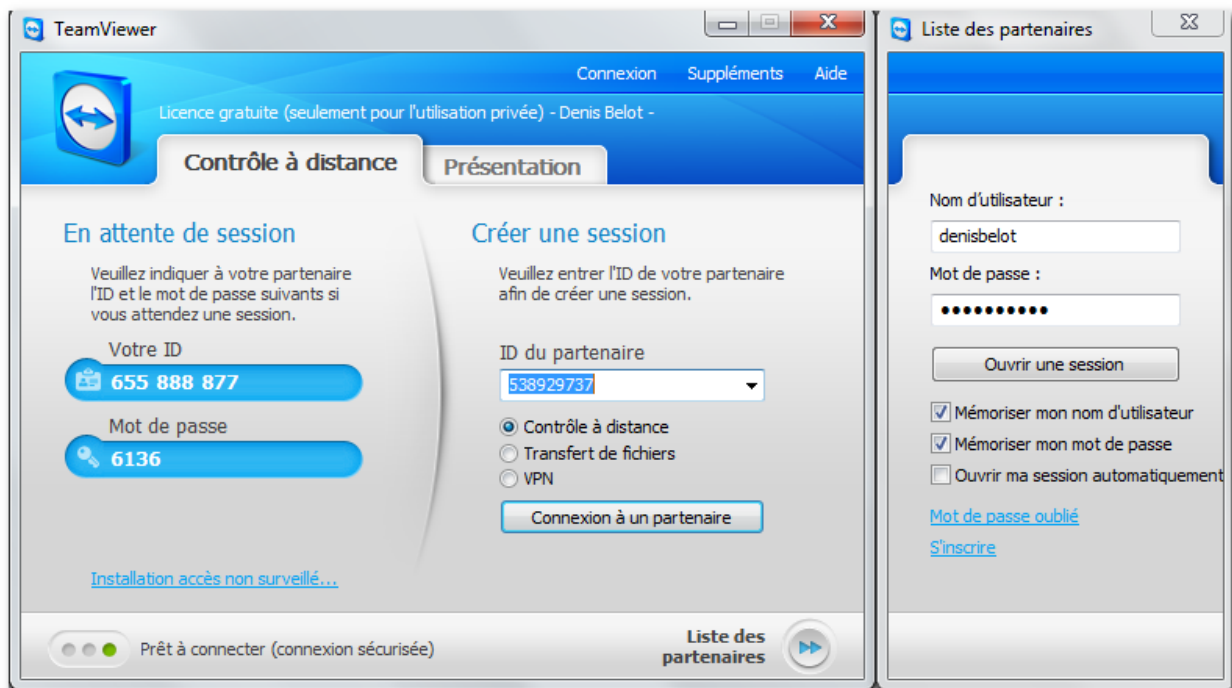 TeamViewer
Connexion Suppléments Aide
Licence gratuite (seulement pour l'utilisation privée) - Denis Belot -
Contrôle à distance
Présentation
En attente de session
Veuillez indiquer à votre partenaire
l'ID et le mot de passe suivants si
vous attendez une session.
Votre ID
655 888 877
Mot de passe
6136
Installation accès non surveillé...
Créer une session
Veuillez entrer l'ID de votre partenaire
afin de créer une session.
ID du partenaire
538929737
Contrôle à distance
Transfert de fichiers
VPN
Connexion à un partenaire
Prêt à connecter (connexion sécurisée)
Liste des
partenaires
Liste des partenaires
Nom d'utilisateur :
denisbelot
Mot de passe :
••••••••••
Ouvrir une session
Mémoriser mon nom d'utilisateur
Mémoriser mon mot de passe
Ouvrir ma session automatiquement
Mot de passe oublié
S'inscrire